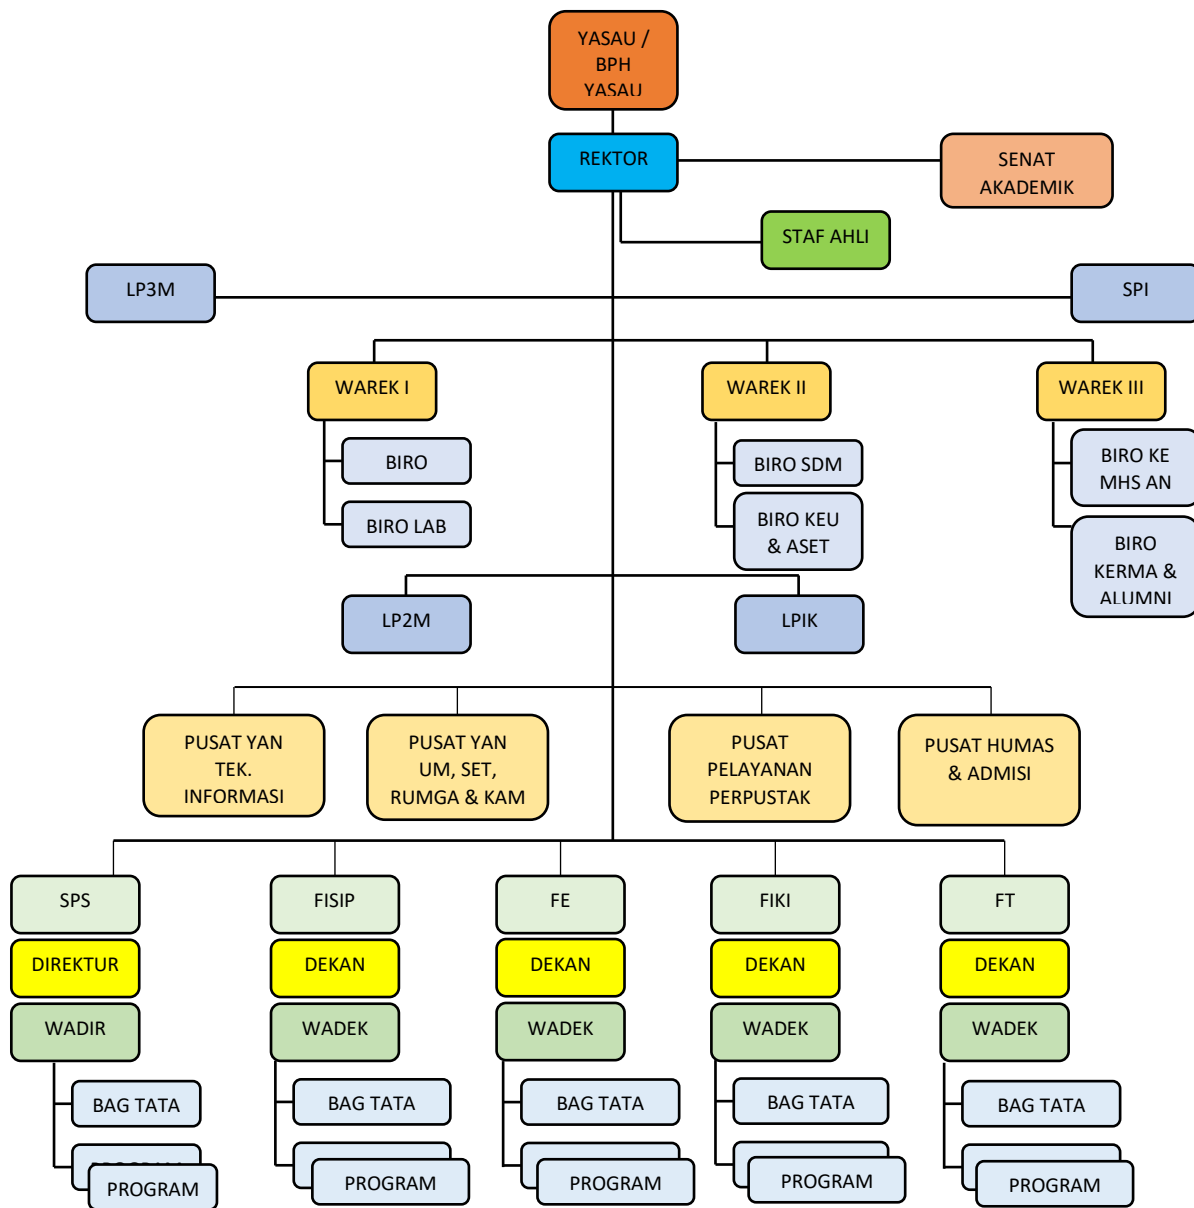 YASAU /
BPH
YASAU
REKTOR
SENAT
AKADEMIK
STAF AHLI
LP3M
SPI
WAREK I
WAREK II
WAREK III
BIRO
BIRO SDM
BIRO KE
MHS AN
BIRO LAB
BIRO KEU
& ASET
BIRO
KERMA &
ALUMNI
LP2M
LPIK
PUSAT YAN
TEK.
INFORMASI
PUSAT YAN
UM, SET,
RUMGA & KAM
PUSAT
PELAYANAN
PERPUSTAK
PUSAT HUMAS
& ADMISI
SPS
FISIP
FE
FIKI
FT
DIREKTUR
DEKAN
DEKAN
DEKAN
DEKAN
WADIR
WADEK
WADEK
WADEK
WADEK
BAG TATA
BAG TATA
BAG TATA
BAG TATA
BAG TATA
PROGRAM
PROGRAM
PROGRAM
PROGRAM
PROGRAM